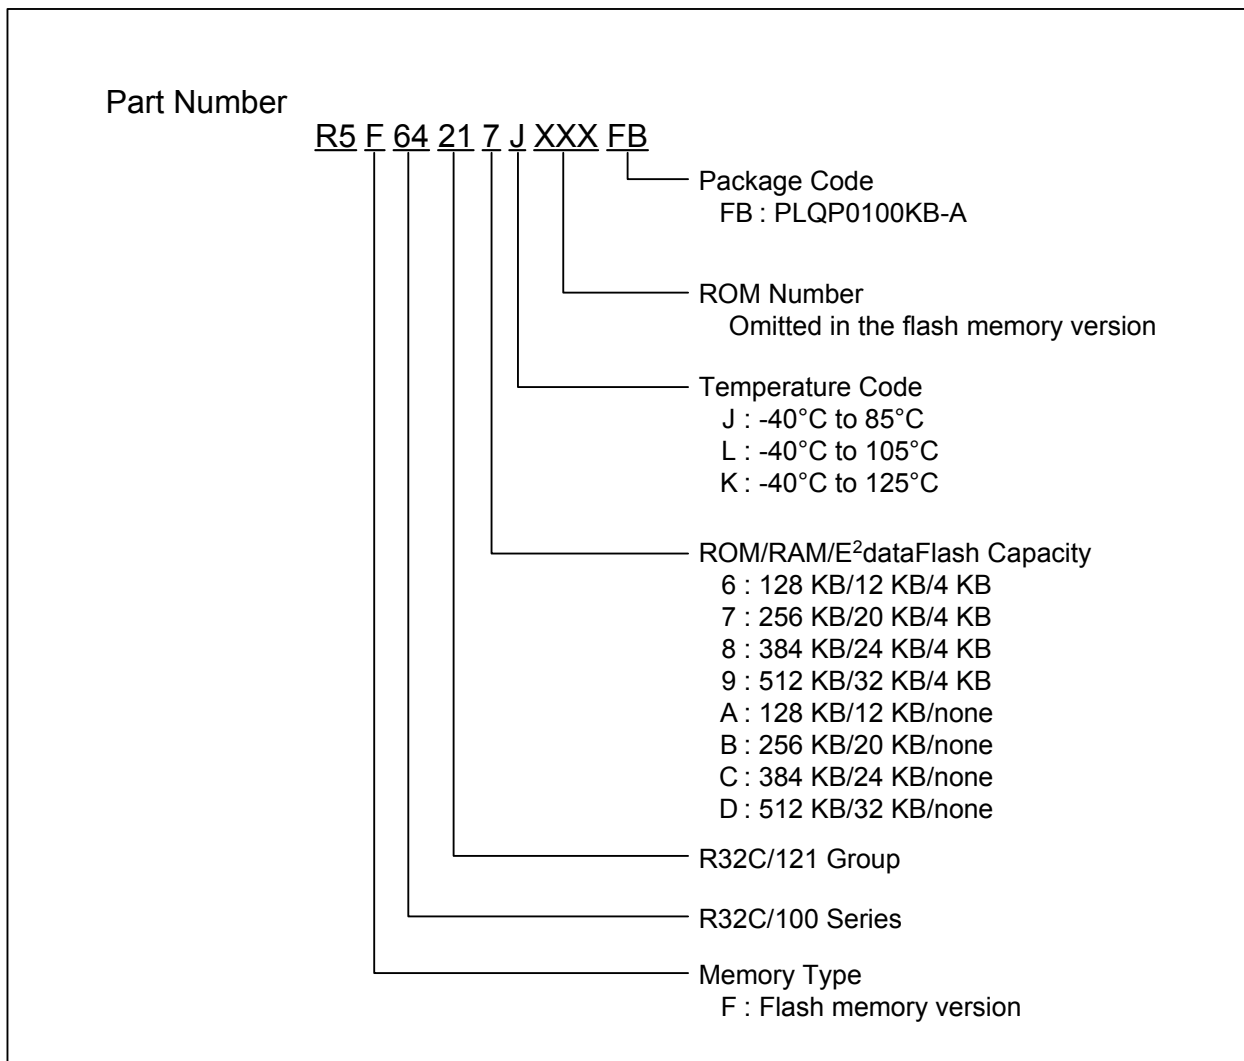 Part Number
R5 F 64 21 7 J XXX FB
Package Code
FB : PLQP0100KB-A
ROM Number
Omitted in the flash memory version
Temperature Code
J : -40°C to 85°C
L : -40°C to 105°C
K : -40°C to 125°C
ROM/RAM/E²dataFlash Capacity
6 : 128 KB/12 KB/4 KB
7 : 256 KB/20 KB/4 KB
8 : 384 KB/24 KB/4 KB
9 : 512 KB/32 KB/4 KB
A : 128 KB/12 KB/none
B : 256 KB/20 KB/none
C : 384 KB/24 KB/none
D : 512 KB/32 KB/none
R32C/121 Group
R32C/100 Series
Memory Type
F : Flash memory version